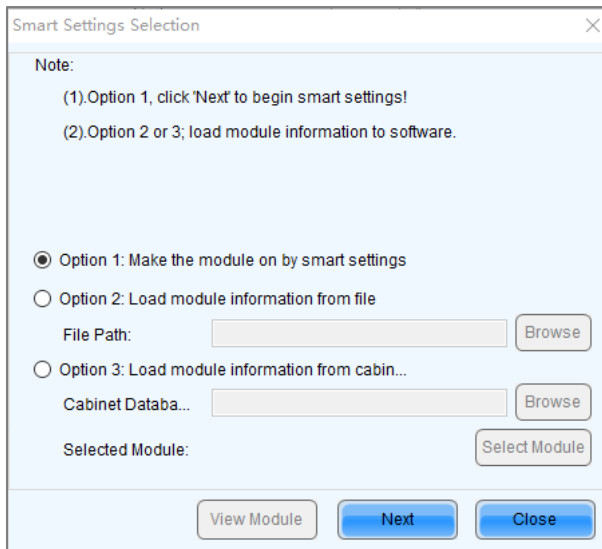 Smart Settings Selection
Note:
(1).Option 1, click 'Next' to begin smart settings!
(2).Option 2 or 3; load module information to software.
Option 1: Make the module on by smart settings
Option 2: Load module information from file
File Path:
Browse
Option 3: Load module information from cabin...
Cabinet Databa...
Browse
Selected Module:
Select Module
View Module
Next
Close